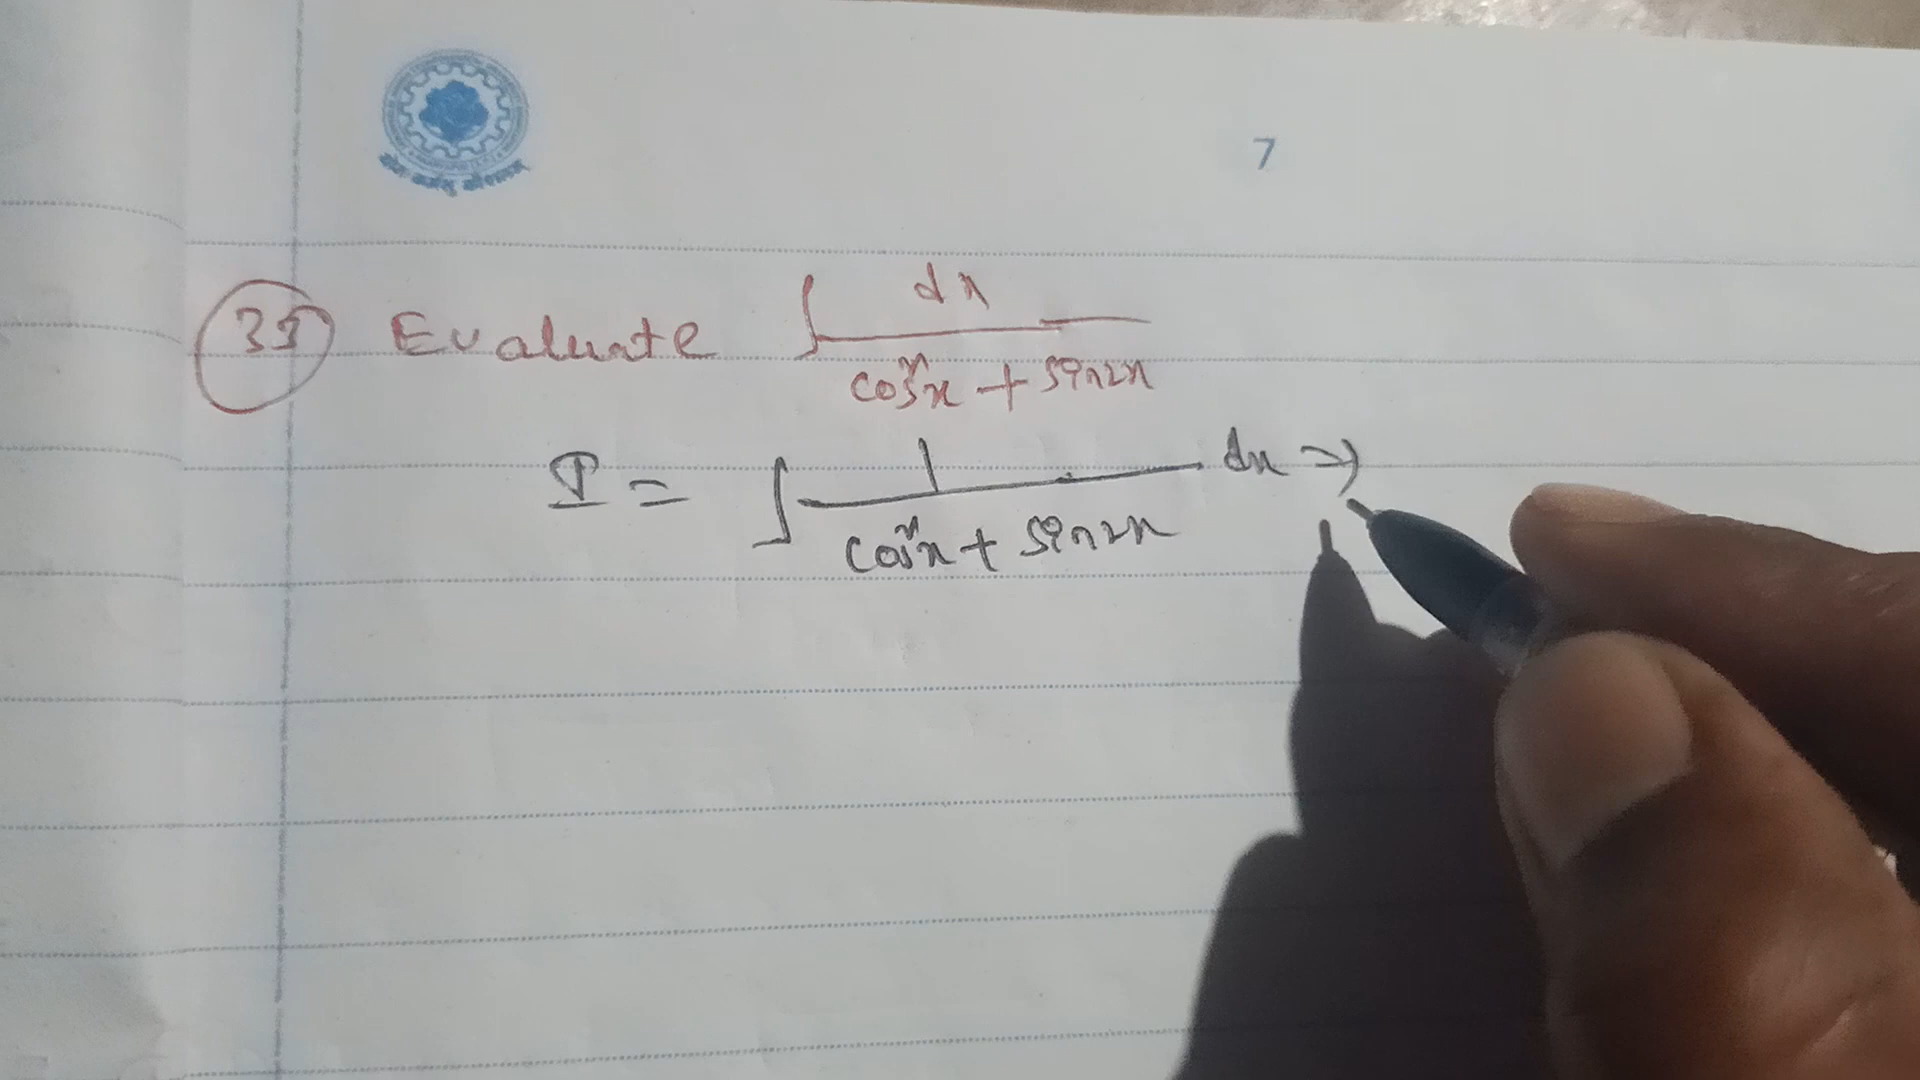 7
35 Evaluate ∫ dx / cos²x + sin2x
I = ∫ 1 / cos²x + sin2x dx ⇒